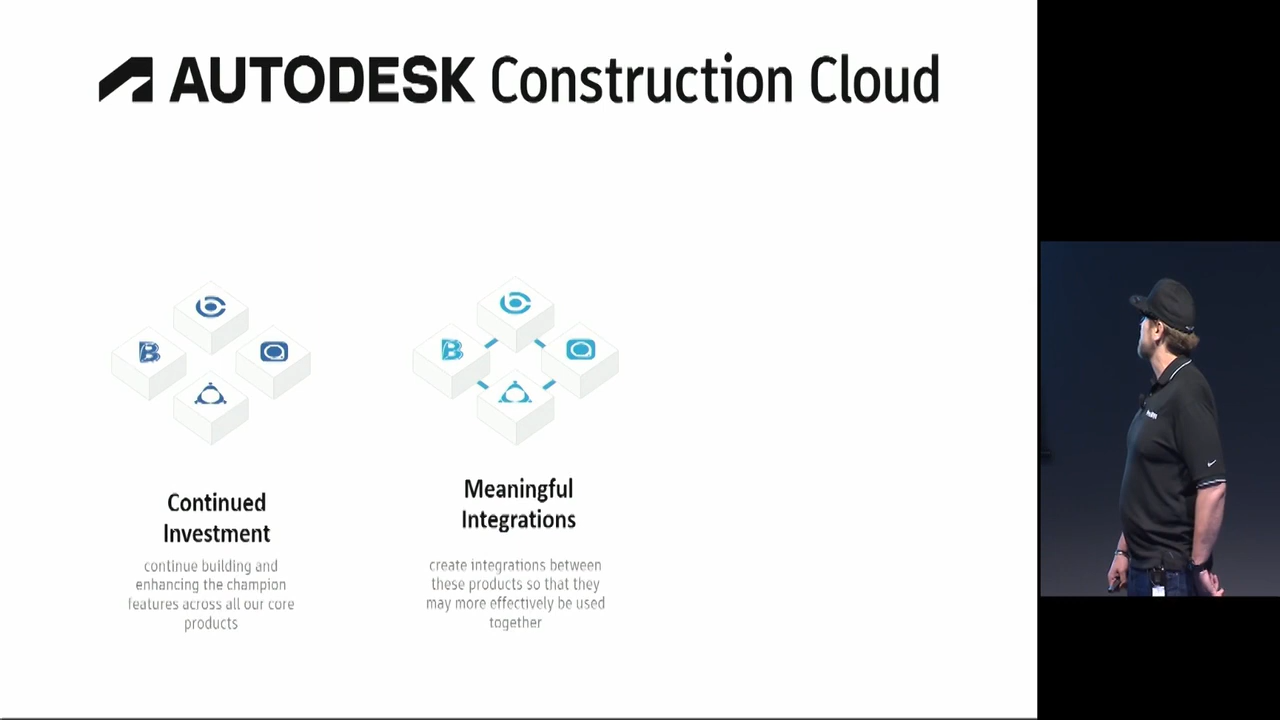 AUTODESK Construction Cloud
Continued
Investment
continue building and
enhancing the champion
features across all our core
products
Meaningful
Integrations
create integrations between
these products so that they
may more effectively be used
together